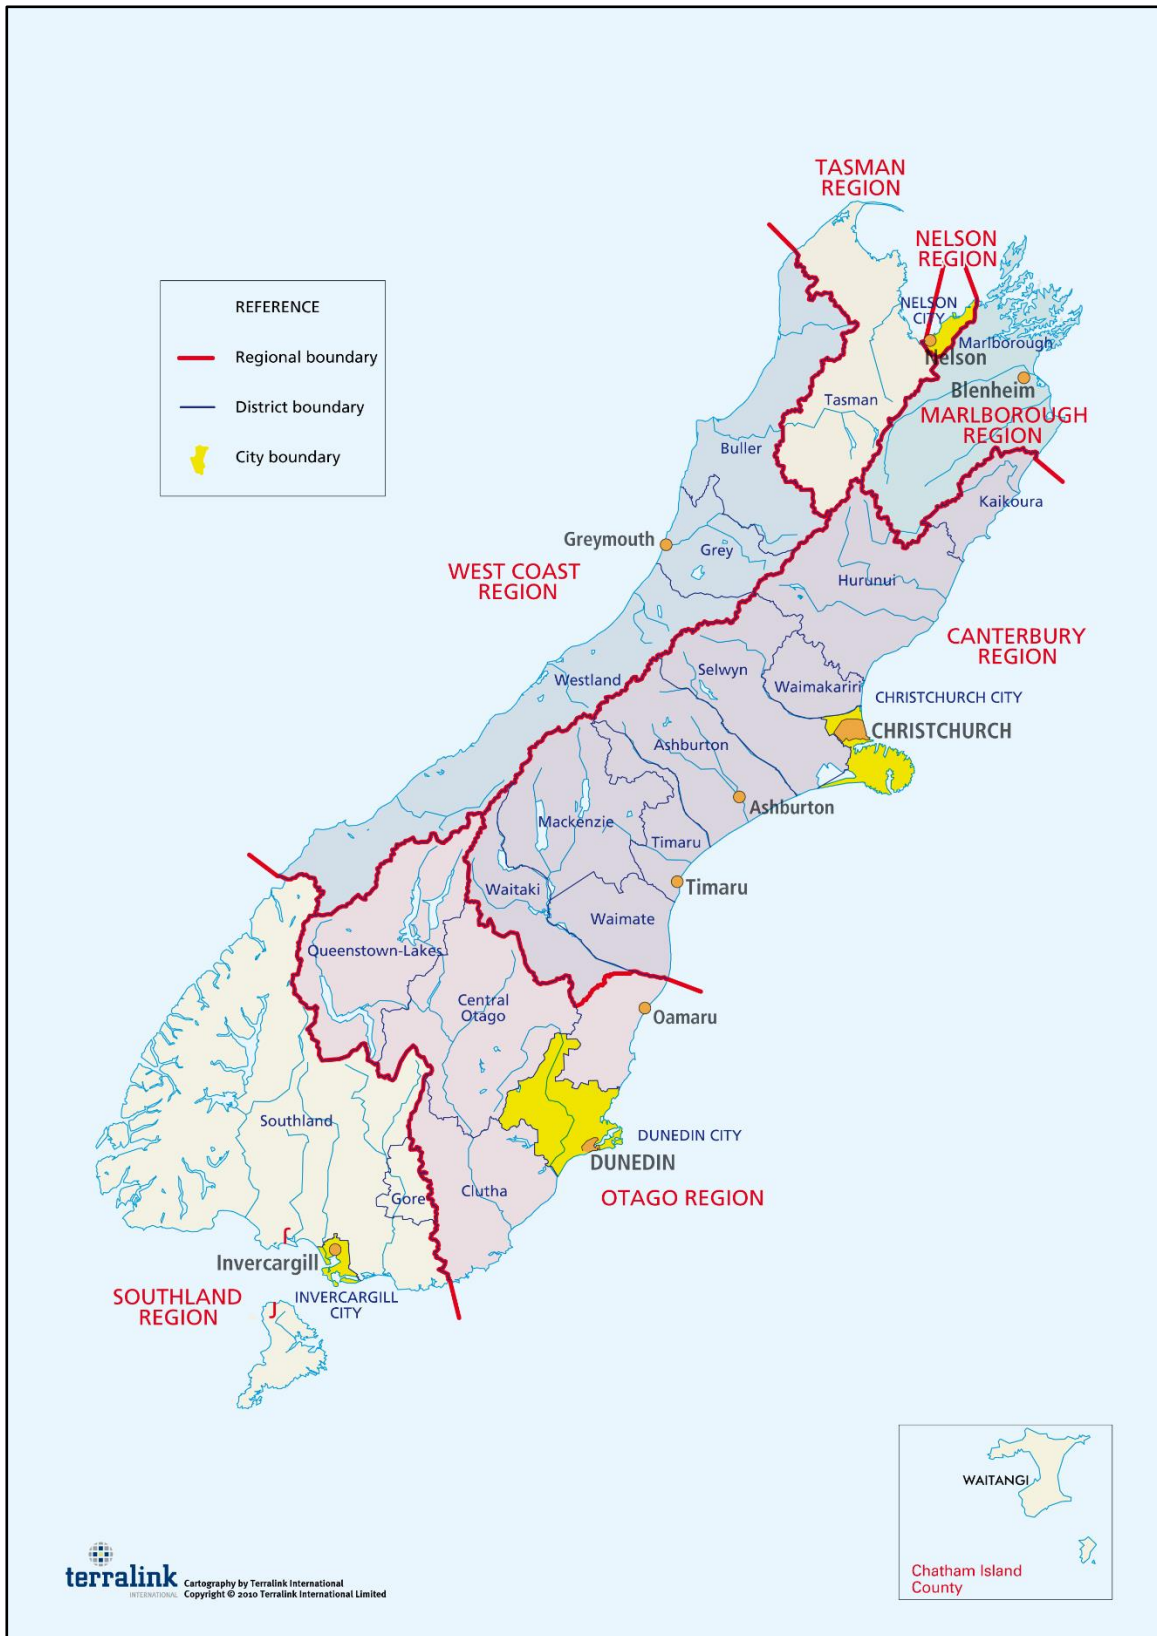 TASMAN
REGION
NELSON
REGION
REFERENCE
Regional boundary
District boundary
City boundary
NELSON
CITY
Marlborough
Nelson
Blenheim
Tasman
MARLBOROUGH
REGION
Buller
Kaikoura
Greymouth
Grey
WEST COAST
REGION
Hurunui
CANTERBURY
REGION
Selwyn
Westland
Waimakariri
CHRISTCHURCH CITY
CHRISTCHURCH
Ashburton
Ashburton
Mackenzie
Timaru
Timaru
Waitaki
Waimate
Queenstown-Lakes
Central
Otago
Oamaru
Southland
DUNEDIN CITY
DUNEDIN
Clutha
Gore
OTAGO REGION
Invercargill
SOUTHLAND
REGION
INVERCARGILL
CITY
WAITANGI
Chatham Island
County
terralink
INTERNATIONAL
Cartography by Terralink International
Copyright © 2010 Terralink International Limited